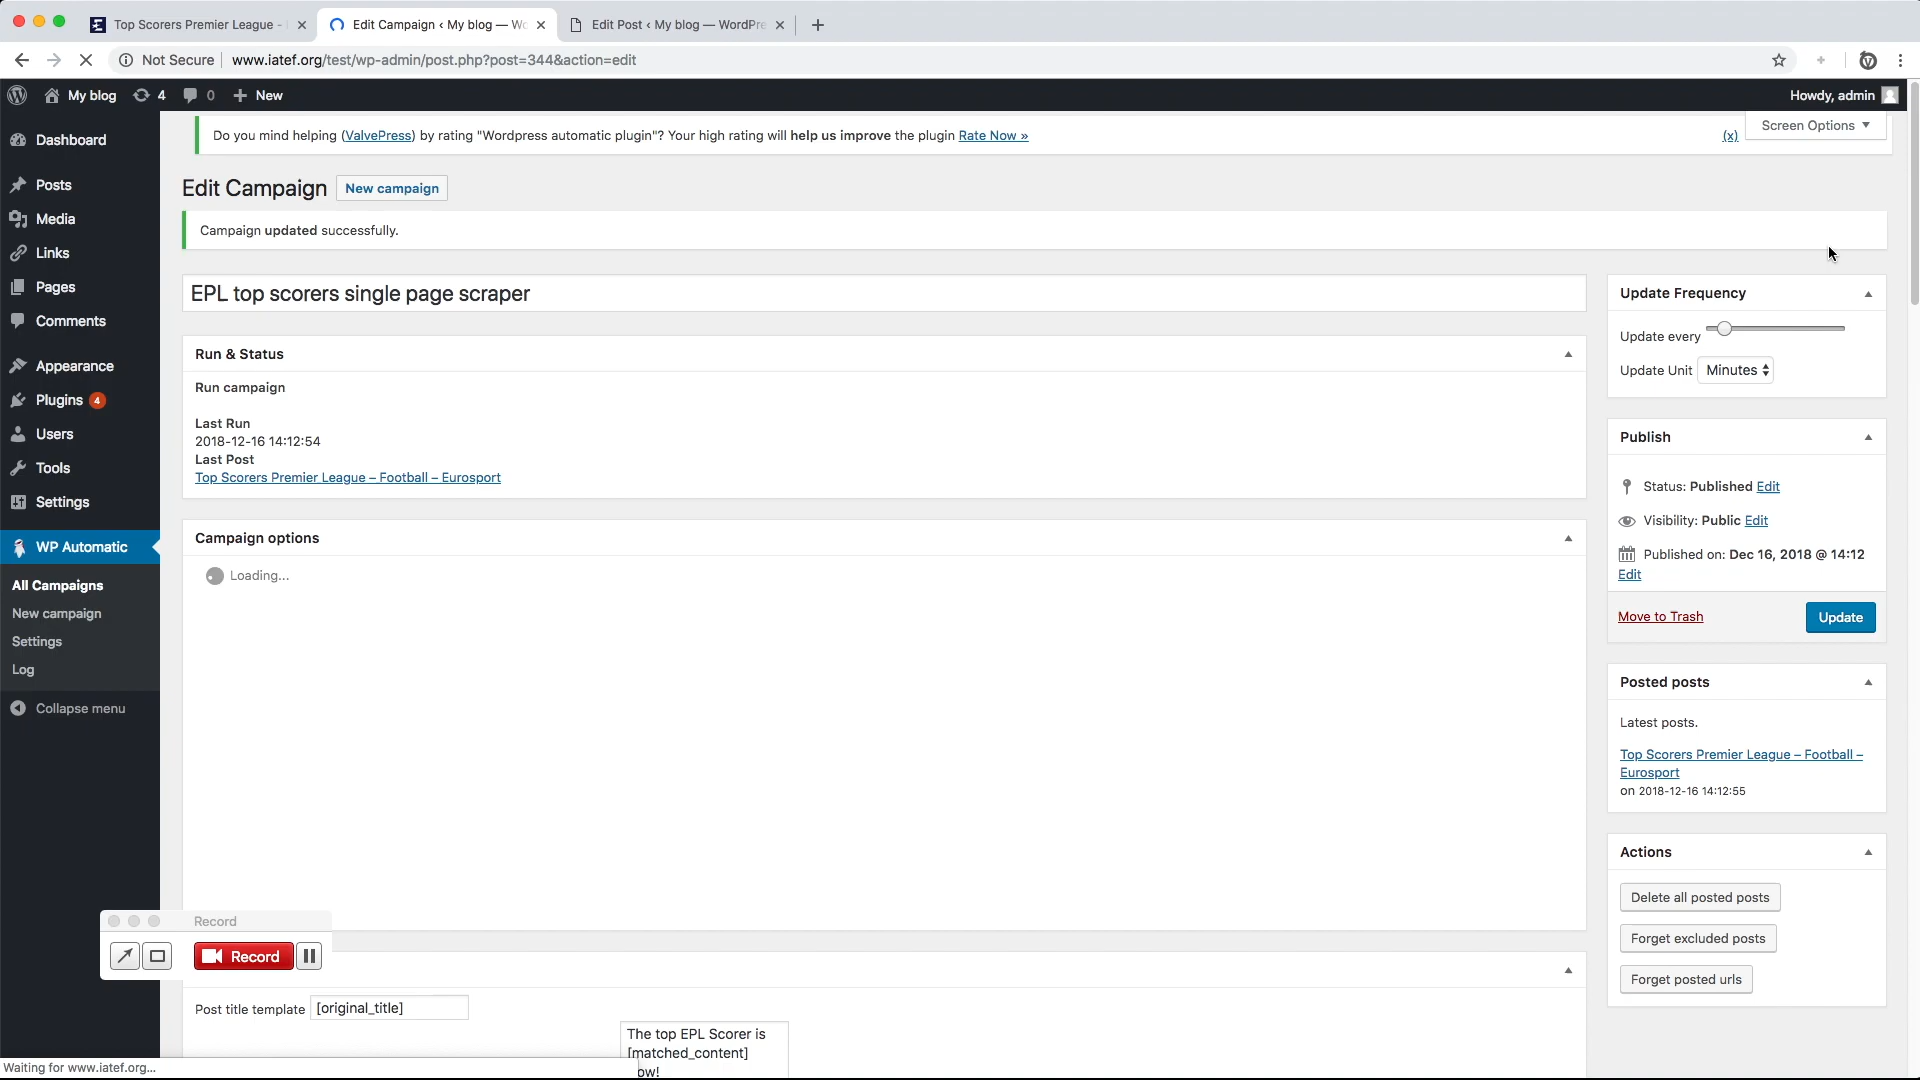 Top Scorers Premier League -
Edit Campaign ‹ My blog — Wo
Edit Post ‹ My blog — WordPre
Not Secure
www.iatef.org/test/wp-admin/post.php?post=344&action=edit
My blog
4
0
New
Howdy, admin
Dashboard
Posts
Media
Links
Pages
Comments
Appearance
Plugins 4
Users
Tools
Settings
WP Automatic
All Campaigns
New campaign
Settings
Log
Collapse menu
Do you mind helping (ValvePress) by rating "Wordpress automatic plugin"? Your high rating will help us improve the plugin Rate Now »
(x)
Screen Options
Edit Campaign
New campaign
Campaign updated successfully.
EPL top scorers single page scraper
Run & Status
Run campaign
Last Run
2018-12-16 14:12:54
Last Post
Top Scorers Premier League – Football – Eurosport
Campaign options
Loading...
Post title template
[original_title]
The top EPL Scorer is
[matched_content]
ow!
Update Frequency
Update every
Update Unit
Minutes
Publish
Status: Published Edit
Visibility: Public Edit
Published on: Dec 16, 2018 @ 14:12
Edit
Move to Trash
Update
Posted posts
Latest posts.
Top Scorers Premier League – Football –
Eurosport
on 2018-12-16 14:12:55
Actions
Delete all posted posts
Forget excluded posts
Forget posted urls
Record
Record
Waiting for www.iatef.org...